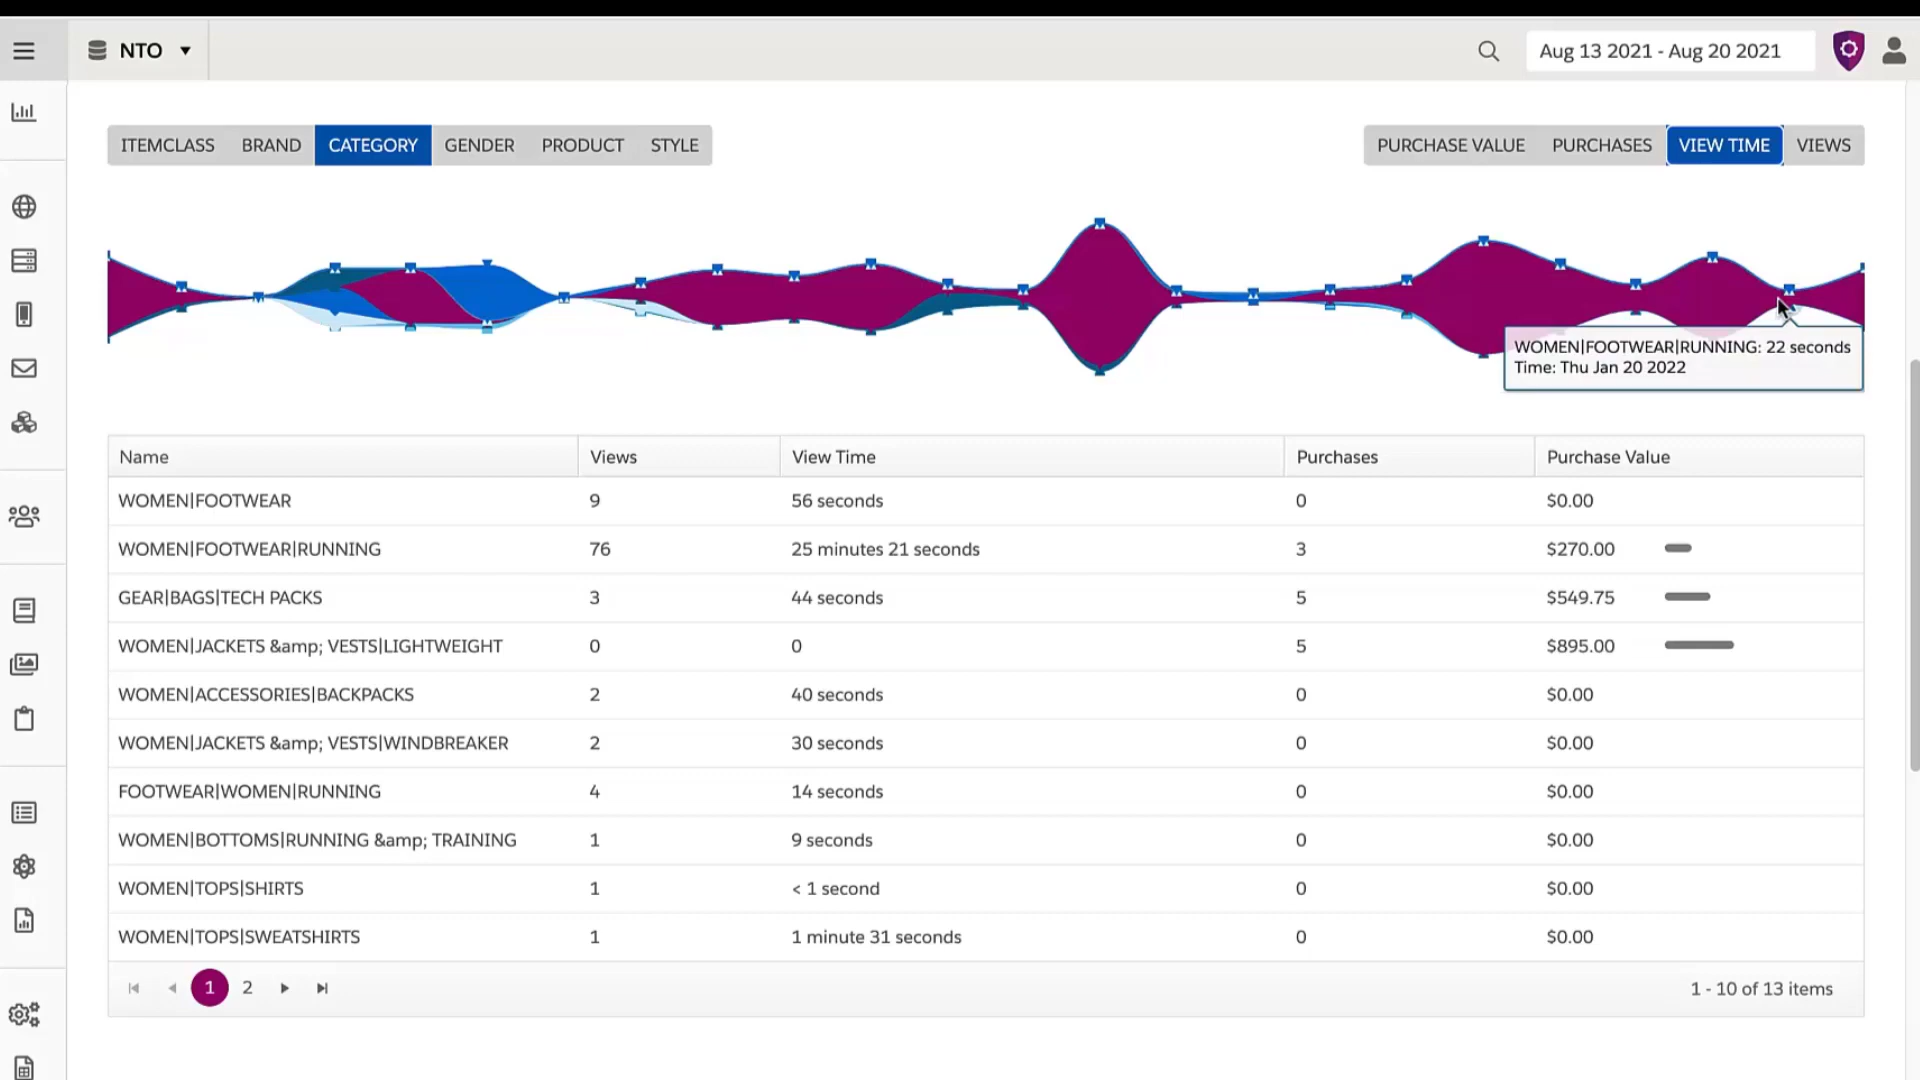 NTO
Aug 13 2021 - Aug 20 2021
ITEMCLASS BRAND CATEGORY GENDER PRODUCT STYLE
PURCHASE VALUE PURCHASES VIEW TIME VIEWS
WOMEN|FOOTWEAR|RUNNING: 22 seconds
Time: Thu Jan 20 2022
Name Views View Time Purchases Purchase Value
WOMEN|FOOTWEAR 9 56 seconds 0 $0.00
WOMEN|FOOTWEAR|RUNNING 76 25 minutes 21 seconds 3 $270.00
GEAR|BAGS|TECH PACKS 3 44 seconds 5 $549.75
WOMEN|JACKETS &amp; VESTS|LIGHTWEIGHT 0 0 5 $895.00
WOMEN|ACCESSORIES|BACKPACKS 2 40 seconds 0 $0.00
WOMEN|JACKETS &amp; VESTS|WINDBREAKER 2 30 seconds 0 $0.00
FOOTWEAR|WOMEN|RUNNING 4 14 seconds 0 $0.00
WOMEN|BOTTOMS|RUNNING &amp; TRAINING 1 9 seconds 0 $0.00
WOMEN|TOPS|SHIRTS 1 < 1 second 0 $0.00
WOMEN|TOPS|SWEATSHIRTS 1 1 minute 31 seconds 0 $0.00
1 2
1 - 10 of 13 items